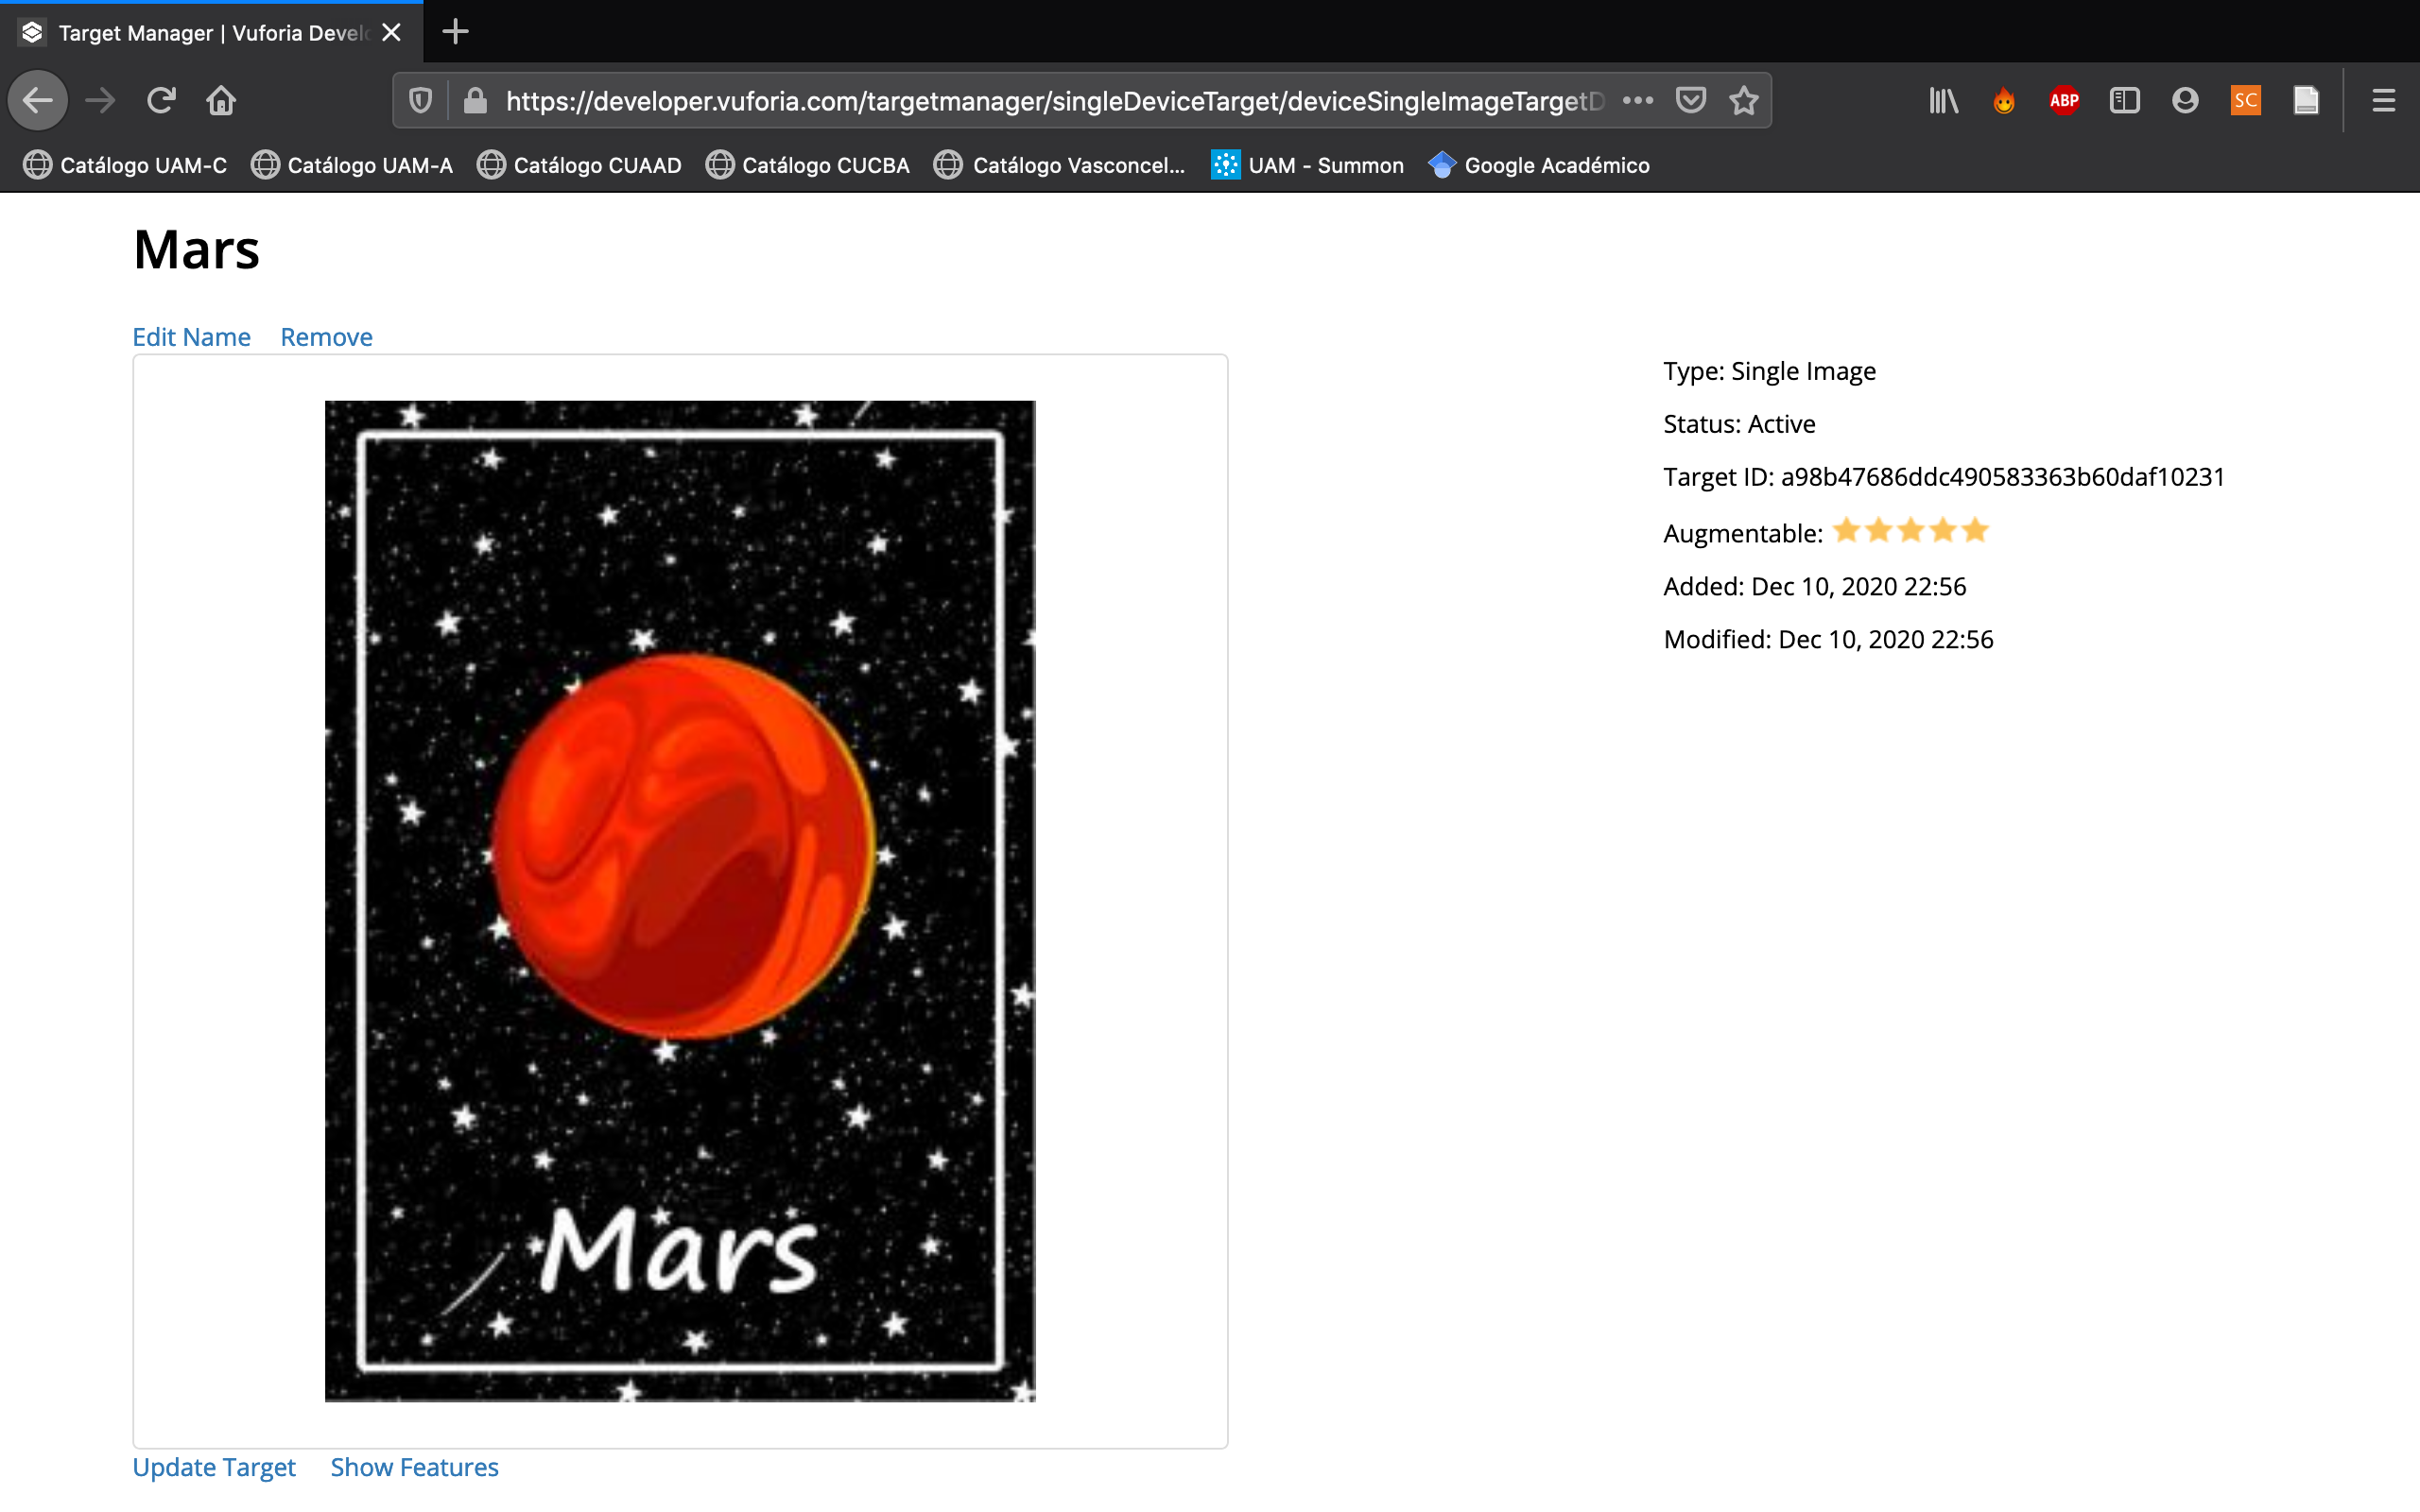 Target Manager | Vuforia Develo
https://developer.vuforia.com/targetmanager/singleDeviceTarget/deviceSingleImageTargetD
ABP
SC
Catálogo UAM-C Catálogo UAM-A Catálogo CUAAD Catálogo CUCBA Catálogo Vasconcel... UAM - Summon Google Académico
Mars
Edit Name Remove
Type: Single Image
Status: Active
Target ID: a98b47686ddc490583363b60daf10231
Augmentable:
Added: Dec 10, 2020 22:56
Modified: Dec 10, 2020 22:56
Mars
Update Target Show Features